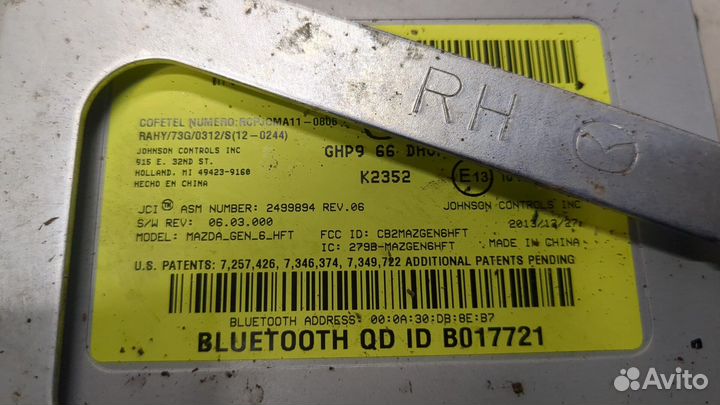 RH
COFETEL NUMERO: RCPJCMA11-0806
RAHY/73G/0312/S(12-0244)
JOHNSON CONTROLS INC
915 E. 32ND ST.
HOLLAND, MI 49423-9160
HECHO EN CHINA
GHP9 66
K2352
E13
JCI™ ASM NUMBER: 2499894 REV.06
S/W REV: 06.03.000
MODEL: MAZDA_GEN_6_HFT
FCC ID: CB2MAZGEN6HFT
IC: 279B-MAZGEN6HFT
JOHNSON CONTROLS INC
2013/12/27
MADE IN CHINA
U.S. PATENTS: 7,257,426, 7,346,374, 7,349,722 ADDITIONAL PATENTS PENDING
BLUETOOTH ADDRESS: 00:0A:30:DB:8E:B7
BLUETOOTH QD ID B017721
Avito